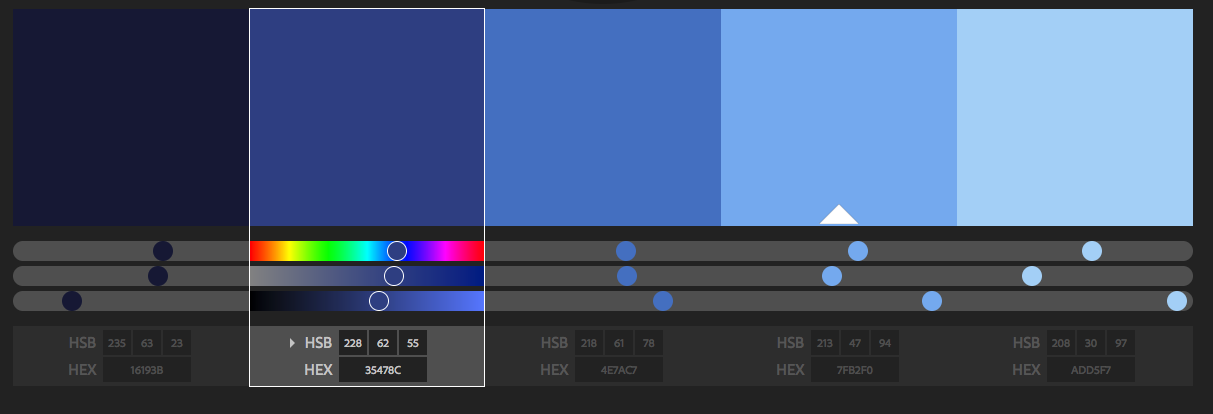 HSB 235 63 23
HEX 16193B
HSB 228 62 55
HEX 35478C
HSB 218 61 78
HEX 4E7AC7
HSB 213 47 94
HEX 7FB2F0
HSB 208 30 97
HEX ADD5F7